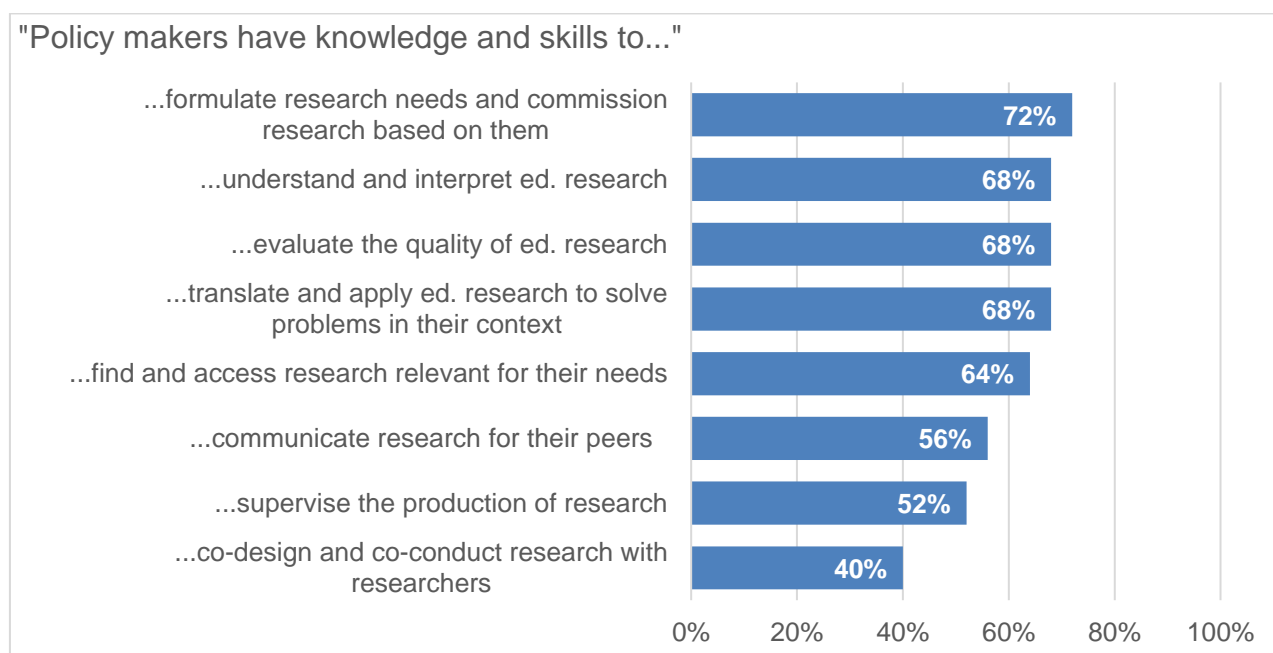 "Policy makers have knowledge and skills to..."
...formulate research needs and commission
research based on them
72%
...understand and interpret ed. research
68%
...evaluate the quality of ed. research
68%
...translate and apply ed. research to solve
problems in their context
68%
...find and access research relevant for their needs
64%
...communicate research for their peers
56%
...supervise the production of research
52%
...co-design and co-conduct research with
researchers
40%
0% 20% 40% 60% 80% 100%